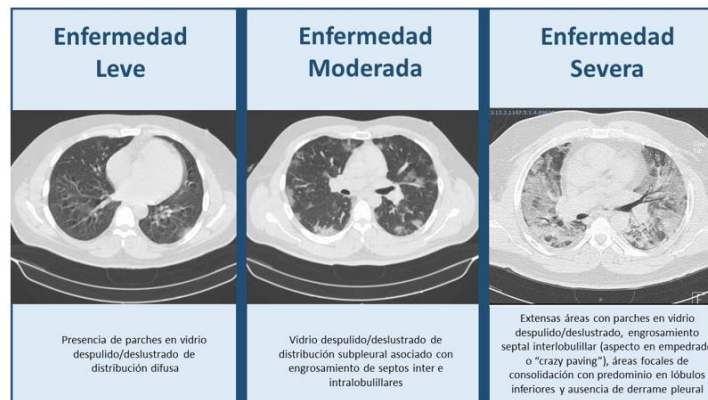 Enfermedad
Leve
Presencia de parches en vidrio
despulido/deslustrado de
distribución difusa
Enfermedad
Moderada
Vidrio despulido/deslustrado de
distribución subpleural asociado con
engrosamiento de septos inter e
intralobulillares
Enfermedad
Severa
Extensas áreas con parches en vidrio
despulido/deslustrado, engrosamiento
septal interlobulillar (aspecto en empedrado
o "crazy paving"), áreas focales de
consolidación con predominio en lóbulos
inferiores y ausencia de derrame pleural